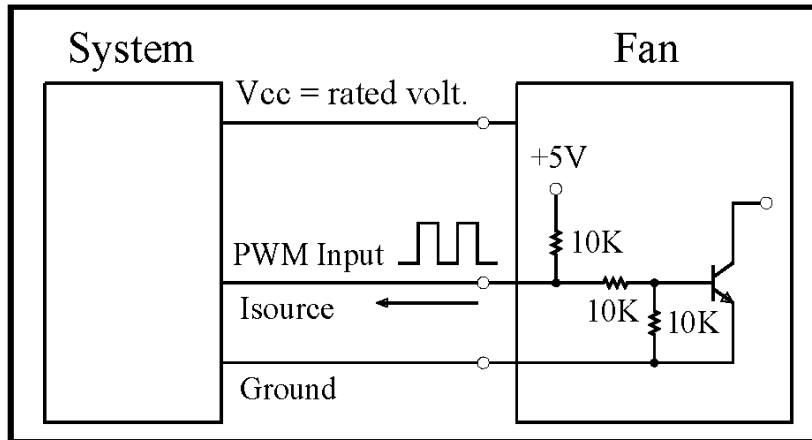 System
Fan
Vcc = rated volt.
+5V
10K
PWM Input
Isource
10K
10K
Ground